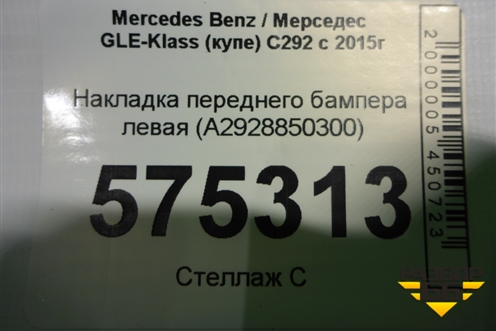 Mercedes Benz / Мерседес
GLE-Klass (купе) C292 с 2015г
Накладка переднего бампера
левая (A2928850300)
575313
Стеллаж С
2000005450723